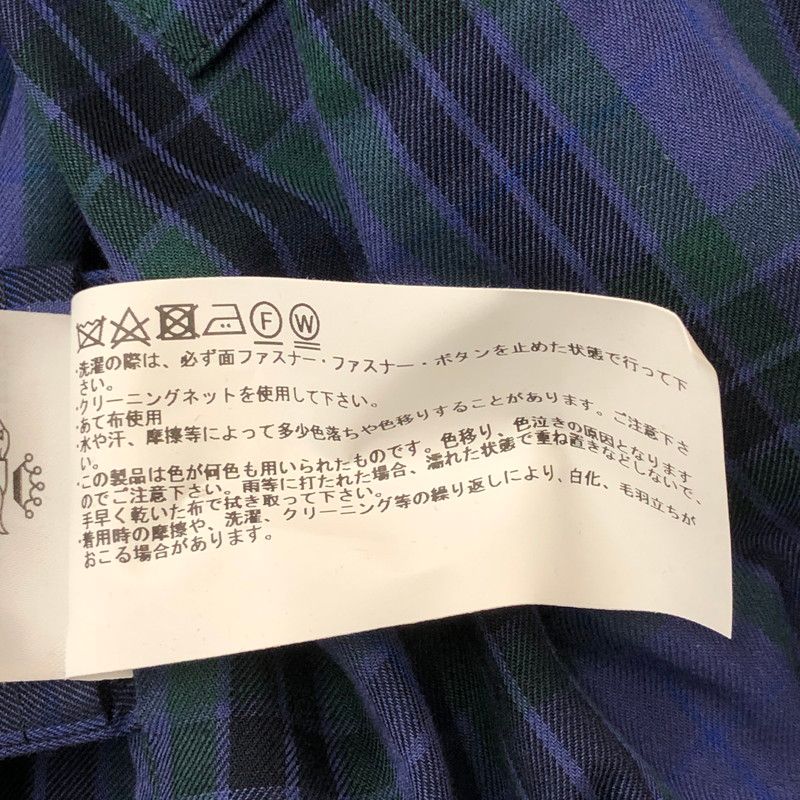 F W
・洗濯の際は、必ず面ファスナー・ファスナー・ボタンを止めた状態で行って下
さい。
・クリーニングネットを使用して下さい。
・あて布使用
・水や汗、摩擦等によって多少色落ちや色移りすることがあります。ご注意下さ
い。
・この製品は色が何色も用いられたものです。色移り、色泣きの原因となります
のでご注意下さい。雨等に打たれた場合、濡れた状態で重ね置きなどしないで、
手早く乾いた布で拭き取って下さい。
・着用時の摩擦や、洗濯、クリーニング等の繰り返しにより、白化、毛羽立ちが
おこる場合があります。